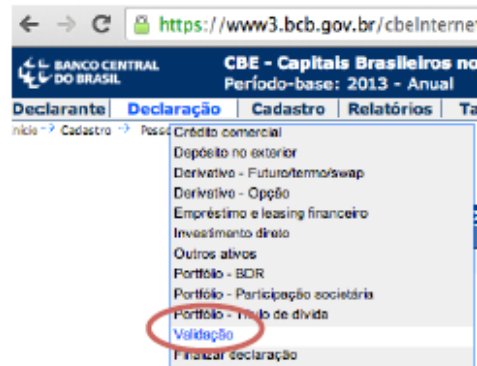 https://www3.bcb.gov.br/cbeInternet
BANCO CENTRAL
DO BRASIL
CBE - Capitais Brasileiros no
Período-base: 2013 - Anual
Declarante Declaração Cadastro Relatórios
Cadastro
Crédito comercial
Depósito no exterior
Derivativo - Futuro/termo/swap
Derivativo - Opção
Empréstimo e leasing financeiro
Investimento direto
Outros ativos
Portfólio - BDR
Portfólio - Participação societária
Portfólio - Título de dívida
Validação
Finalizar declaração